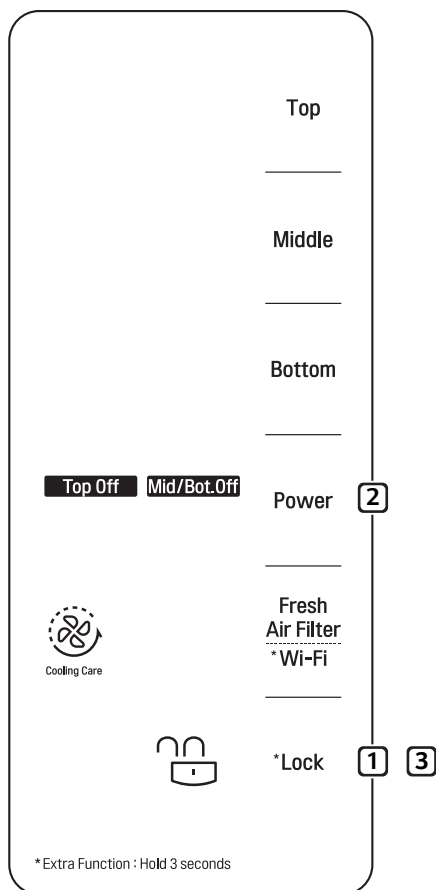 Top
Middle
Bottom
Top Off Mid/Bot.Off Power 2
Fresh
Air Filter
*Wi-Fi
Cooling Care
*Lock 1 3
*Extra Function : Hold 3 seconds